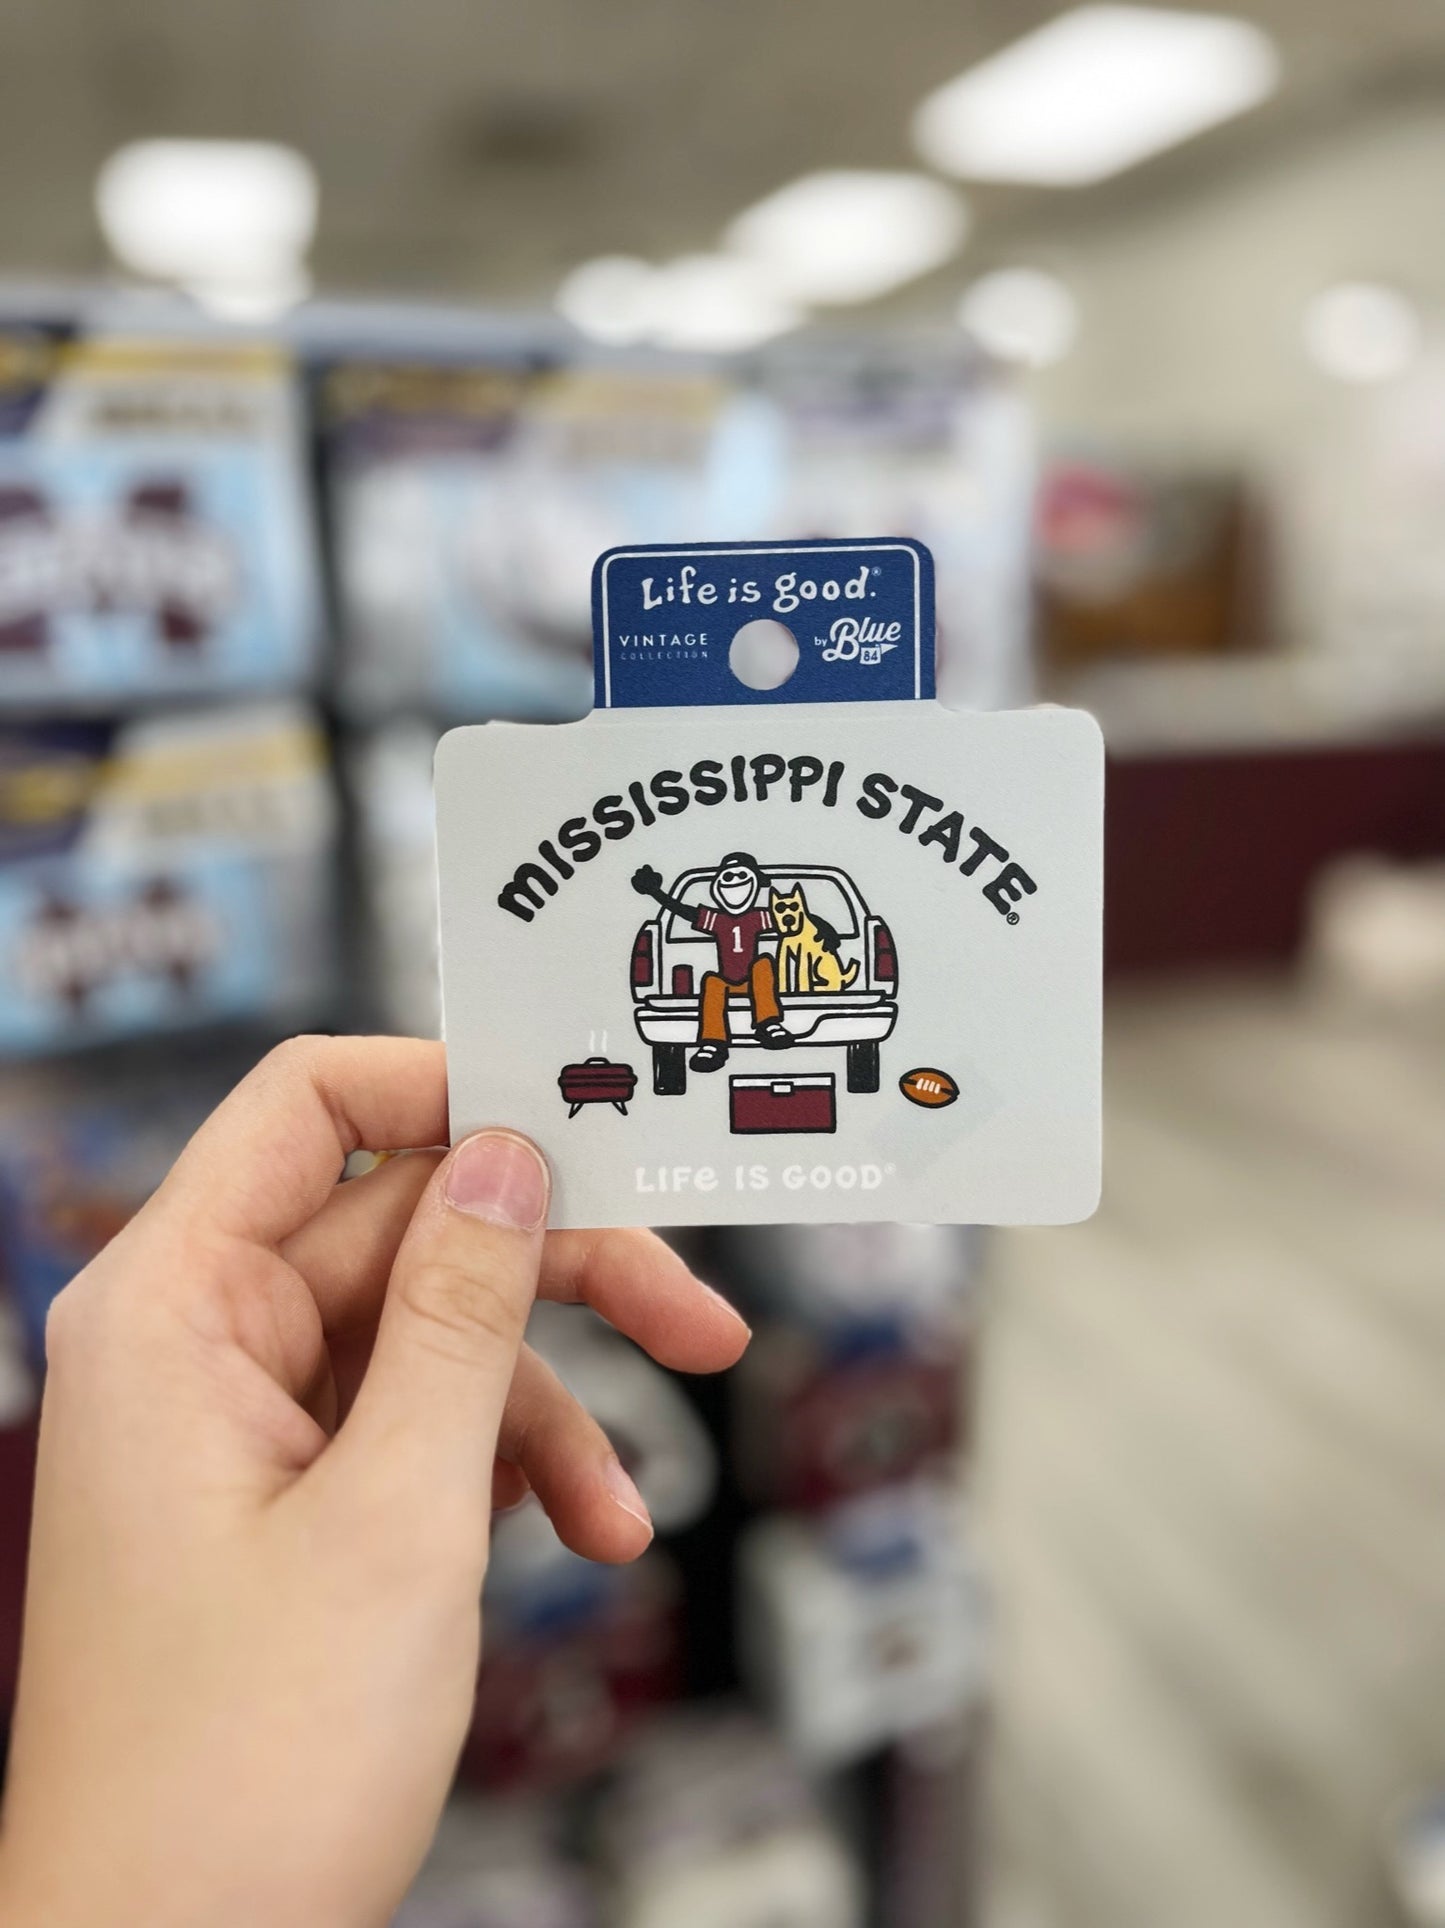 Life is good.®
VINTAGE
COLLECTION
by Blue
84
MISSISSIPPI STATE®
1
LIFE IS GOOD®